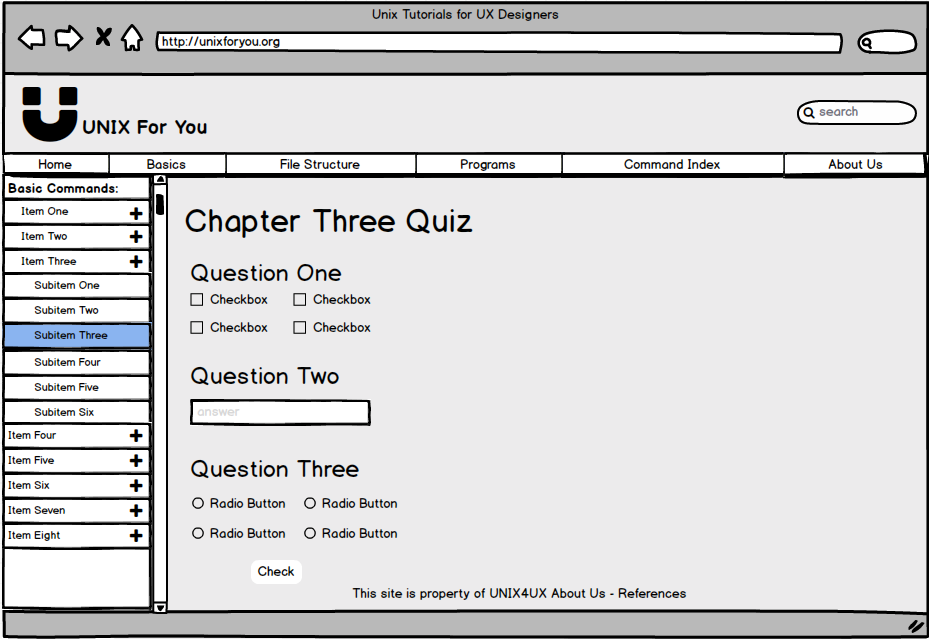 Unix Tutorials for UX Designers
http://unixforyou.org
UNIX For You
search
Home Basics File Structure Programs Command Index About Us
Basic Commands:
Item One
Item Two
Item Three
Subitem One
Subitem Two
Subitem Three
Subitem Four
Subitem Five
Subitem Six
Item Four
Item Five
Item Six
Item Seven
Item Eight
Chapter Three Quiz
Question One
Checkbox Checkbox
Checkbox Checkbox
Question Two
answer
Question Three
Radio Button Radio Button
Radio Button Radio Button
Check
This site is property of UNIX4UX About Us - References